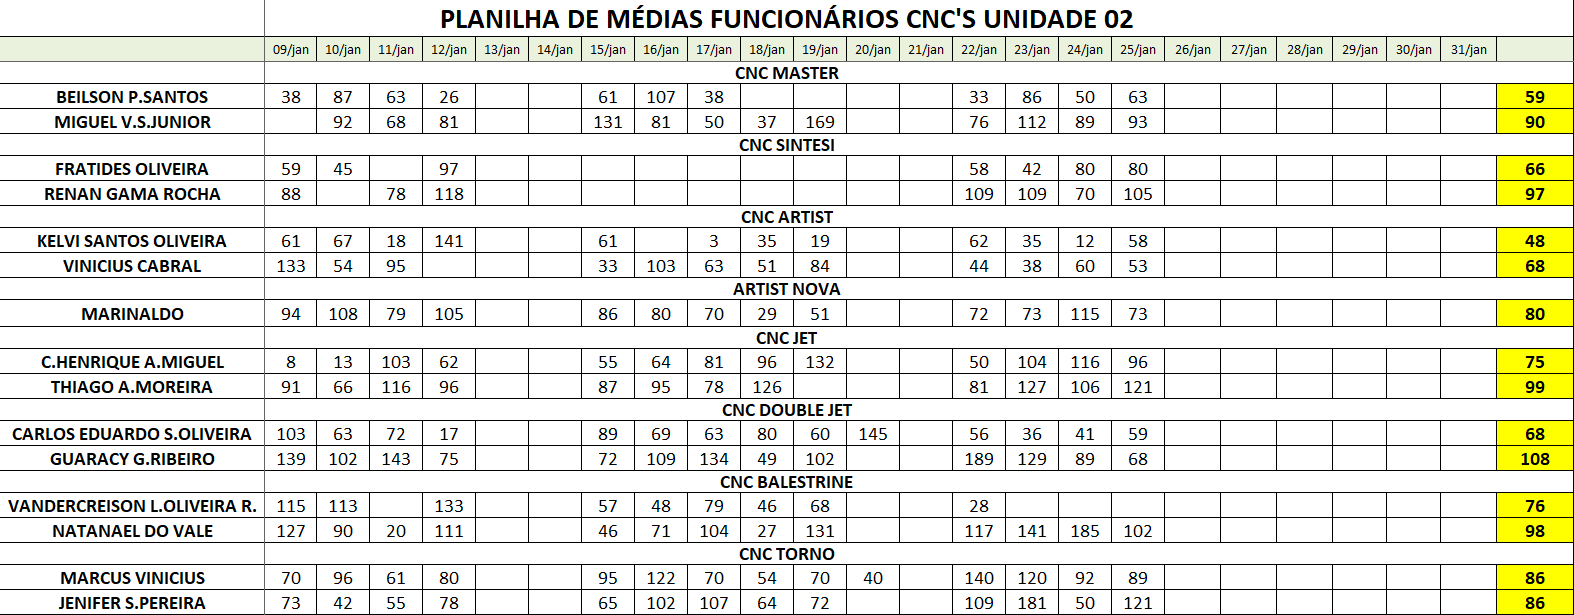 PLANILHA DE MÉDIAS FUNCIONÁRIOS CNC'S UNIDADE 02
09/jan 10/jan 11/jan 12/jan 13/jan 14/jan 15/jan 16/jan 17/jan 18/jan 19/jan 20/jan 21/jan 22/jan 23/jan 24/jan 25/jan 26/jan 27/jan 28/jan 29/jan 30/jan 31/jan
CNC MASTER
BEILSON P.SANTOS 38 87 63 26 61 107 38 33 86 50 63 59
MIGUEL V.S.JUNIOR 92 68 81 131 81 50 37 169 76 112 89 93 90
CNC SINTESI
FRATIDES OLIVEIRA 59 45 97 58 42 80 80 66
RENAN GAMA ROCHA 88 78 118 109 109 70 105 97
CNC ARTIST
KELVI SANTOS OLIVEIRA 61 67 18 141 61 3 35 19 62 35 12 58 48
VINICIUS CABRAL 133 54 95 33 103 63 51 84 44 38 60 53 68
ARTIST NOVA
MARINALDO 94 108 79 105 86 80 70 29 51 72 73 115 73 80
CNC JET
C.HENRIQUE A.MIGUEL 8 13 103 62 55 64 81 96 132 50 104 116 96 75
THIAGO A.MOREIRA 91 66 116 96 87 95 78 126 81 127 106 121 99
CNC DOUBLE JET
CARLOS EDUARDO S.OLIVEIRA 103 63 72 17 89 69 63 80 60 145 56 36 41 59 68
GUARACY G.RIBEIRO 139 102 143 75 72 109 134 49 102 189 129 89 68 108
CNC BALESTRINE
VANDERCREISON L.OLIVEIRA R. 115 113 133 57 48 79 46 68 28 76
NATANAEL DO VALE 127 90 20 111 46 71 104 27 131 117 141 185 102 98
CNC TORNO
MARCUS VINICIUS 70 96 61 80 95 122 70 54 70 40 140 120 92 89 86
JENIFER S.PEREIRA 73 42 55 78 65 102 107 64 72 109 181 50 121 86